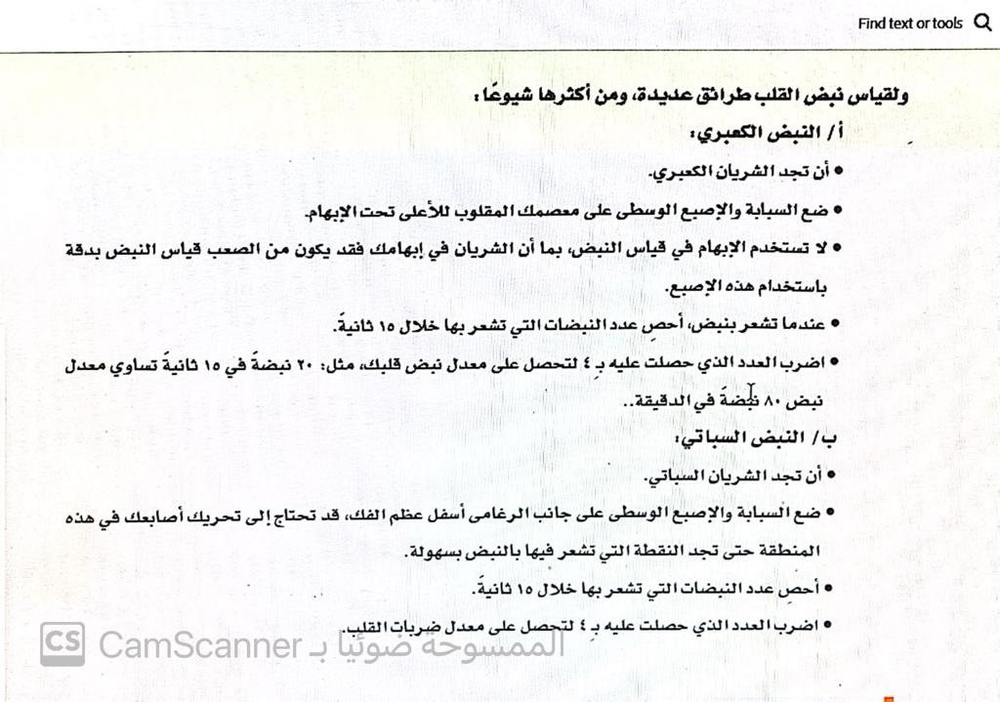 Find text or tools
ولقياس نبض القلب طرائق عديدة، ومن أكثرها شيوعًا:
أ/ النبض الكعبري:
• أن تجد الشريان الكعبري.
• ضع السبابة والإصبع الوسطى على معصمك المقلوب للأعلى تحت الإبهام.
• لا تستخدم الإبهام في قياس النبض، بما أن الشريان في إبهامك فقد يكون من الصعب قياس النبض بدقة
باستخدام هذه الإصبع.
• عندما تشعر بنبض، أحصِ عدد النبضات التي تشعر بها خلال ١٥ ثانيةً.
• اضرب العدد الذي حصلت عليه بـِ ٤ لتحصل على معدل نبض قلبك، مثل: ٢٠ نبضةً في ١٥ ثانيةً تساوي معدل
نبض ٨٠ نبضةً في الدقيقة..
ب/ النبض السباتي:
• أن تجد الشريان السباتي.
• ضع السبابة والإصبع الوسطى على جانب الرغامى أسفل عظم الفك، قد تحتاج إلى تحريك أصابعك في هذه
المنطقة حتى تجد النقطة التي تشعر فيها بالنبض بسهولة.
• أحصِ عدد النبضات التي تشعر بها خلال ١٥ ثانيةً.
• اضرب العدد الذي حصلت عليه بـِ ٤ لتحصل على معدل ضربات القلب.
الممسوحة ضوئيا بـ CamScanner
CS